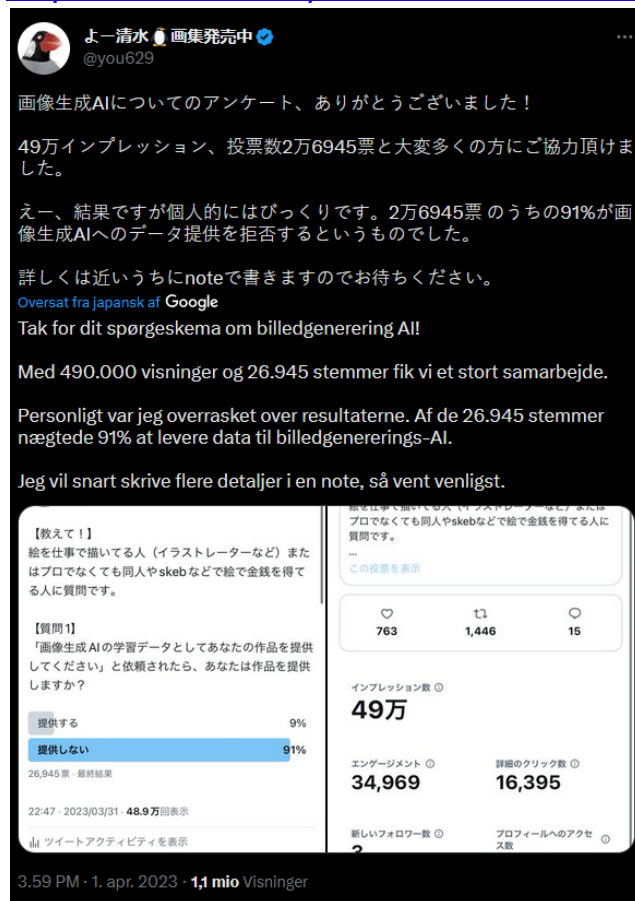 よー清水🐧画集発売中
@you629
画像生成AIについてのアンケート、ありがとうございました！
49万インプレッション、投票数2万6945票と大変多くの方にご協力頂けま
した。
えー、結果ですが個人的にはびっくりです。2万6945票 のうちの91%が画
像生成AIへのデータ提供を拒否するというものでした。
詳しくは近いうちにnoteで書きますのでお待ちください。
Oversat fra japansk af Google
Tak for dit spørgeskema om billedgenerering AI!
Med 490.000 visninger og 26.945 stemmer fik vi et stort samarbejde.
Personligt var jeg overrasket over resultaterne. Af de 26.945 stemmer
nægtede 91% at levere data til billedgenererings-AI.
Jeg vil snart skrive flere detaljer i en note, så vent venligst.
【教えて！】
絵を仕事で描いてる人（イラストレーターなど）また
はプロでなくても同人やskebなどで絵で金銭を得て
る人に質問です。
【質問1】
「画像生成AIの学習データとしてあなたの作品を提供
してください」と依頼されたら、あなたは作品を提供
しますか？
提供する 9%
提供しない 91%
26,945票 · 最終結果
22:47 · 2023/03/31 · 48.9万回表示
ツイートアクティビティを表示
絵を仕事で描いてる人（イラストレーターなど）または
プロでなくても同人やskebなどで絵で金銭を得てる人に
質問です。
...
この投票を表示
763 1,446 15
インプレッション数
49万
エンゲージメント 詳細のクリック数
34,969 16,395
新しいフォロワー数 プロフィールへのアクセ
ス数
3.59 PM · 1. apr. 2023 · 1,1 mio Visninger